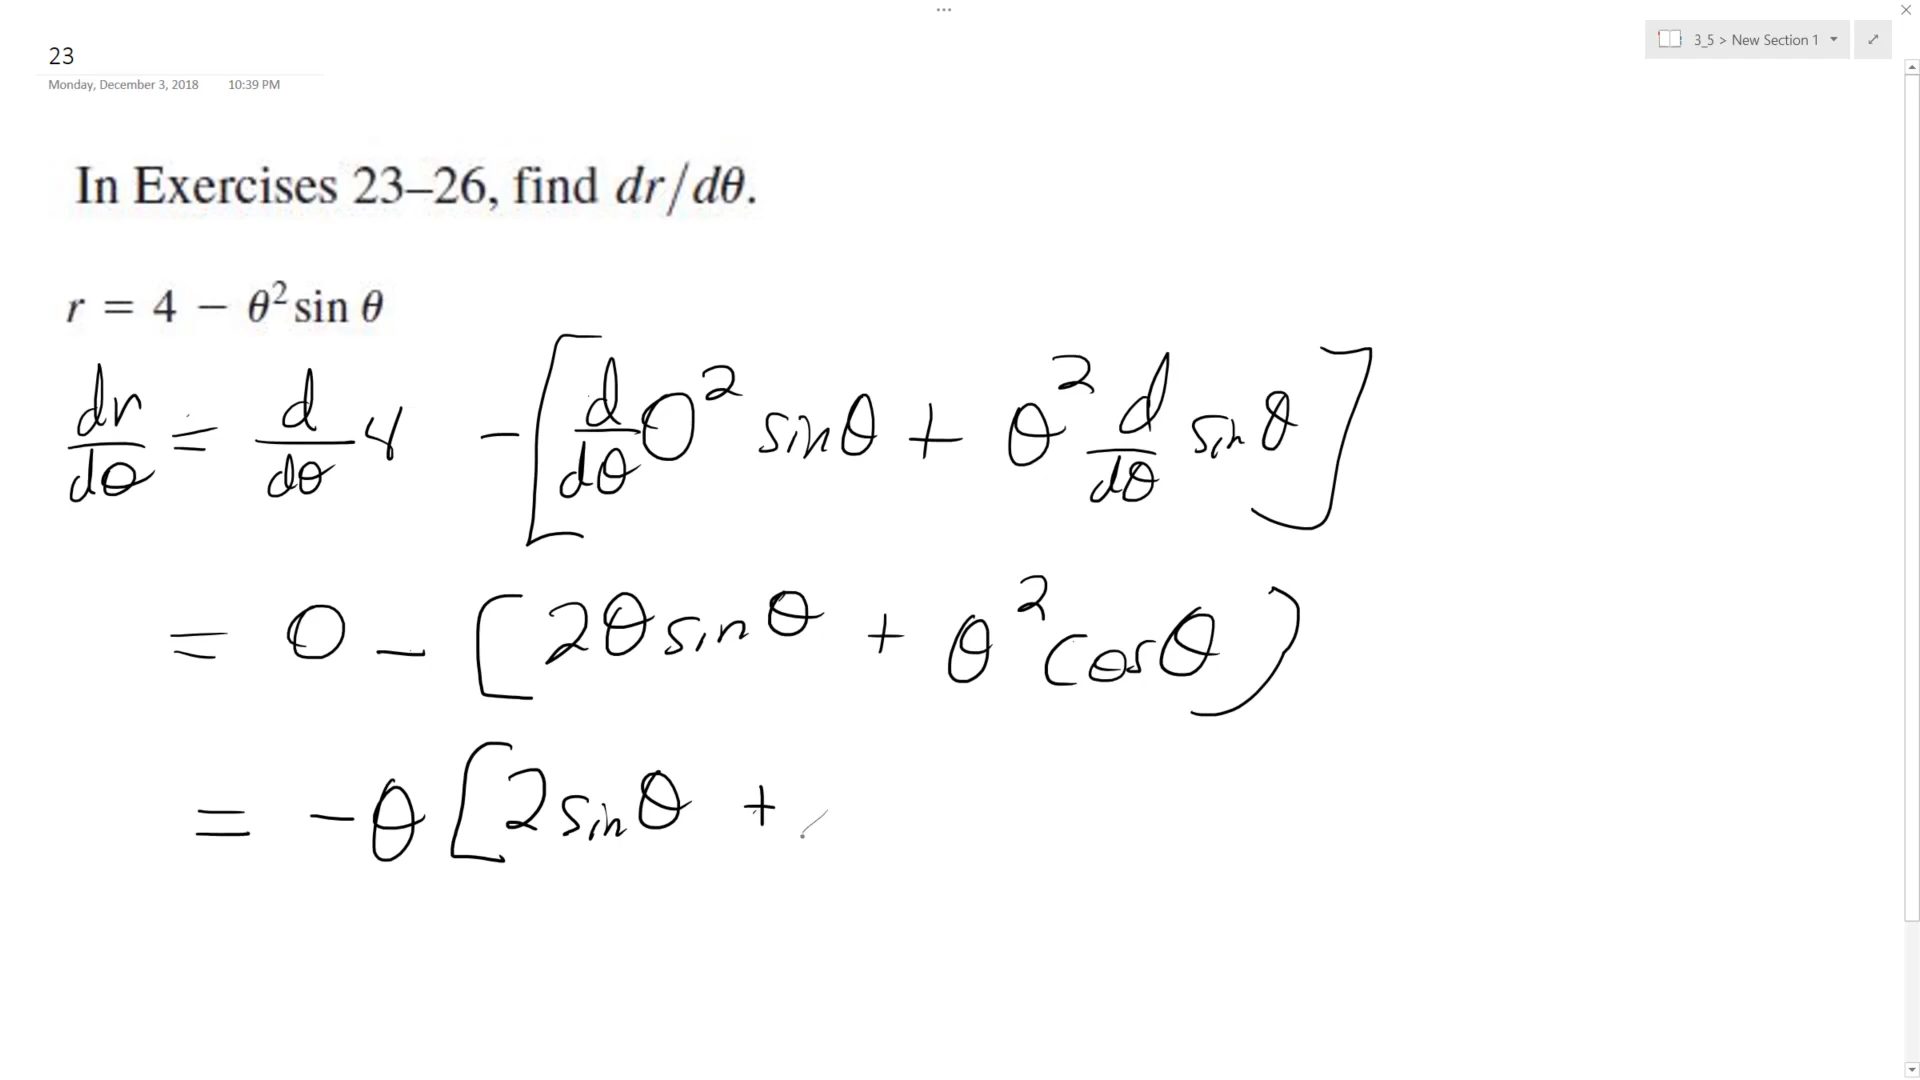 ...
3_5 > New Section 1
23
Monday, December 3, 2018 10:39 PM
In Exercises 23–26, find dr/dθ.
r = 4 − θ² sin θ
dr/dθ = d/dθ 4 - [d/dθ θ² sinθ + θ² d/dθ sinθ]
= 0 - [2θ sinθ + θ² cosθ)
= -θ [2 sinθ +